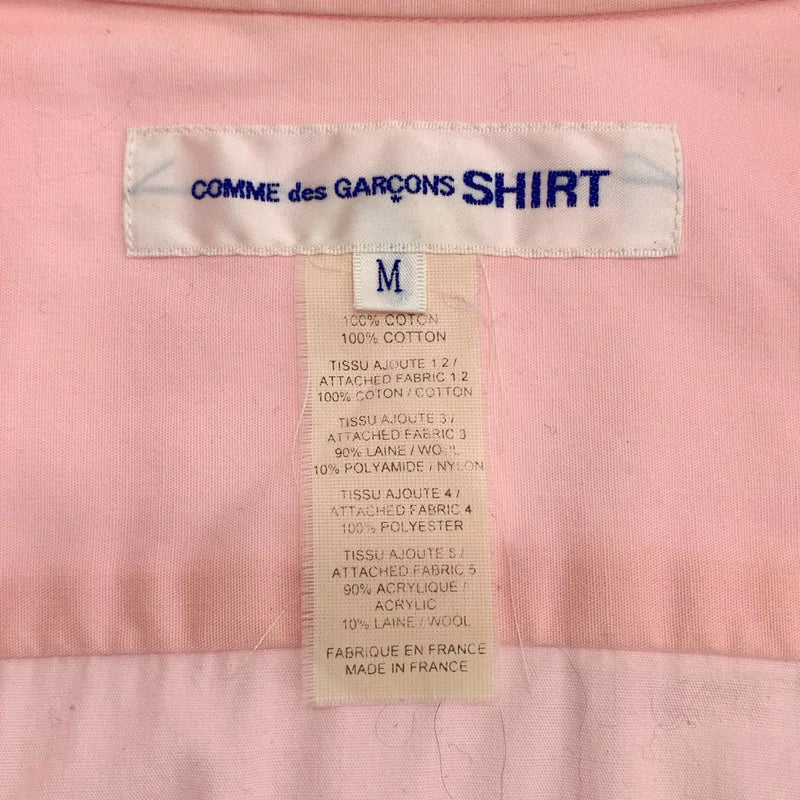 COMME des GARÇONS SHIRT
M
100% COTON
100% COTTON
TISSU AJOUTE 1.2 /
ATTACHED FABRIC 1.2
100% COTON / COTTON
TISSU AJOUTE 3 /
ATTACHED FABRIC 3
90% LAINE / WOOL
10% POLYAMIDE / NYLON
TISSU AJOUTE 4 /
ATTACHED FABRIC 4
100% POLYESTER
TISSU AJOUTE 5 /
ATTACHED FABRIC 5
90% ACRYLIQUE /
ACRYLIC
10% LAINE / WOOL
FABRIQUE EN FRANCE
MADE IN FRANCE